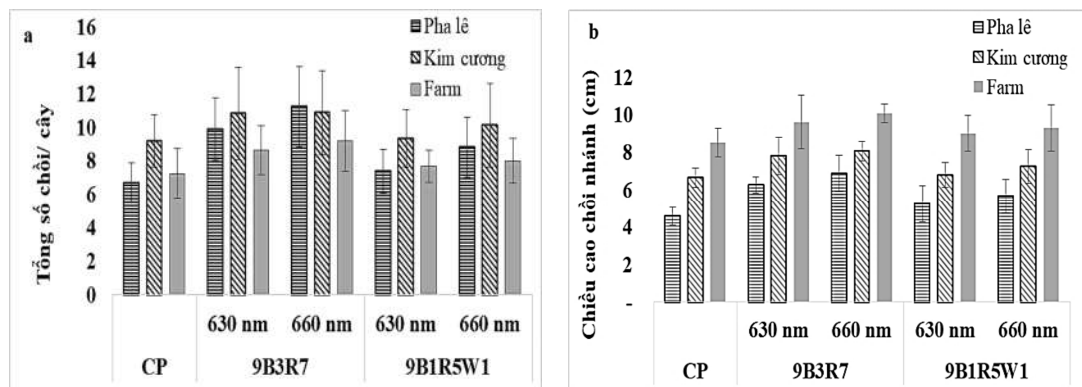 a
Pha lê
Kim cương
Farm
Tổng số chồi/ cây
16
14
12
10
8
6
4
2
0
630 nm
660 nm
630 nm
660 nm
CP
9B3R7
9B1R5W1
b
Pha lê
Kim cương
Farm
Chiều cao chồi nhánh (cm)
12
10
8
6
4
2
-
630 nm
660 nm
630 nm
660 nm
CP
9B3R7
9B1R5W1